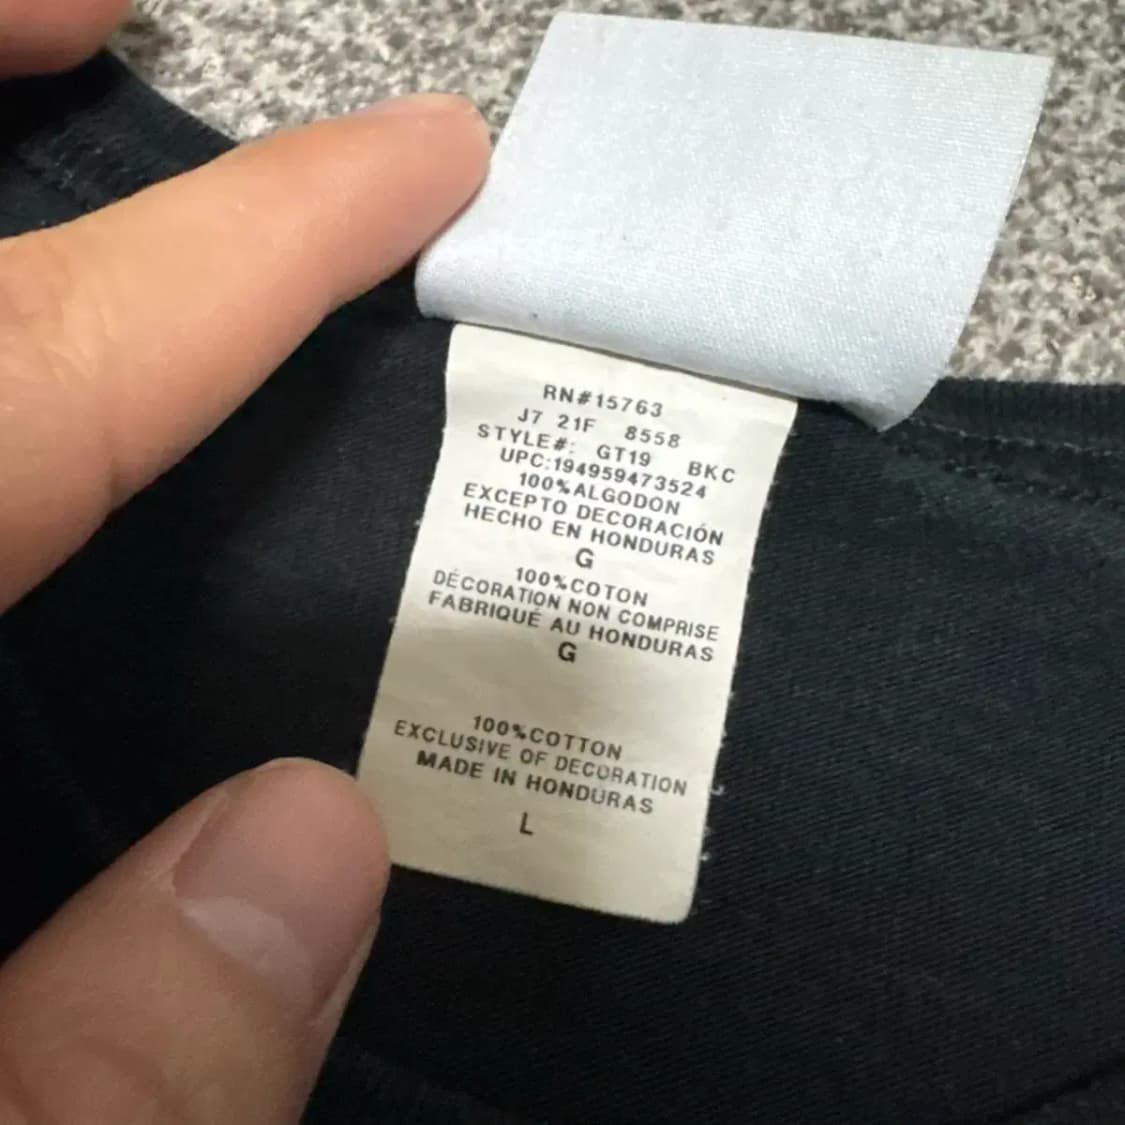 RN#15763
J7 21F 8558
STYLE#: GT19 BKC
UPC:194959473524
100%ALGODON
EXCEPTO DECORACIÓN
HECHO EN HONDURAS
G
100%COTON
DÉCORATION NON COMPRISE
FABRIQUÉ AU HONDURAS
G
100%COTTON
EXCLUSIVE OF DECORATION
MADE IN HONDURAS
L